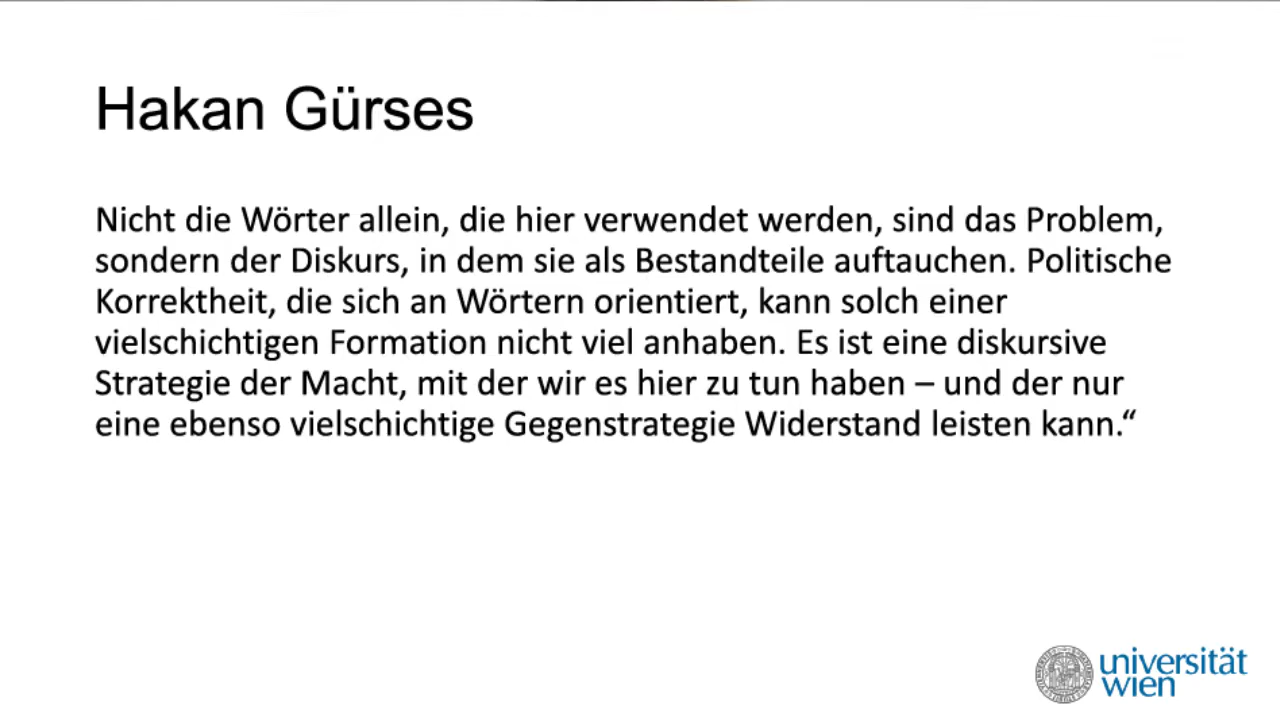 Hakan Gürses
Nicht die Wörter allein, die hier verwendet werden, sind das Problem,
sondern der Diskurs, in dem sie als Bestandteile auftauchen. Politische
Korrektheit, die sich an Wörtern orientiert, kann solch einer
vielschichtigen Formation nicht viel anhaben. Es ist eine diskursive
Strategie der Macht, mit der wir es hier zu tun haben – und der nur
eine ebenso vielschichtige Gegenstrategie Widerstand leisten kann.“
universität
wien